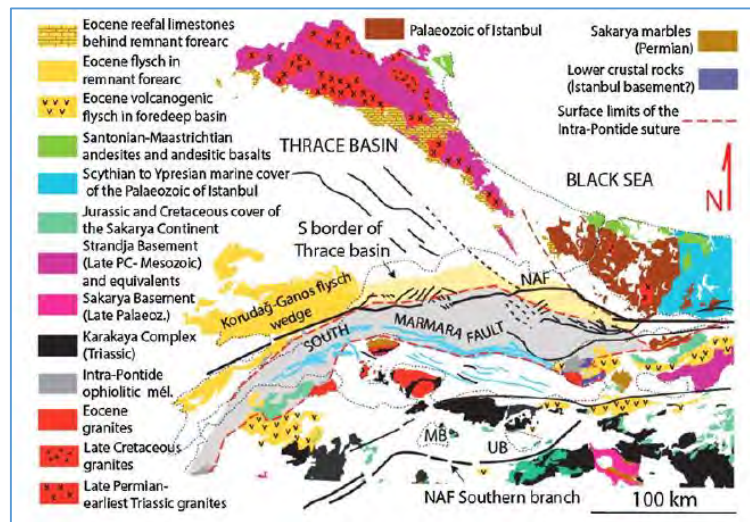 Eocene reefal limestones
behind remnant forearc
Eocene flysch in
remnant forearc
Eocene volcanogenic
flysch in foredeep basin
Santonian-Maastrichtian
andesites and andesitic basalts
Scythian to Ypresian marine cover
of the Palaeozoic of Istanbul
Jurassic and Cretaceous cover of
the Sakarya Continent
Strandja Basement
(Late PC- Mesozoic)
and equivalents
Sakarya Basement
(Late Palaeoz.)
Karakaya Complex
(Triassic)
Intra-Pontide
ophiolitic mél.
Eocene
granites
Late Cretaceous
granites
Late Permian-
earliest Triassic granites
Palaeozoic of Istanbul
Sakarya marbles
(Permian)
Lower crustal rocks
(İstanbul basement?)
Surface limits of the
Intra-Pontide suture
THRACE BASIN
BLACK SEA
N
S border of
Thrace basin
NAF
Korudağ-Ganos flysch
wedge
SOUTH MARMARA FAULT
MB
UB
NAF Southern branch
100 km